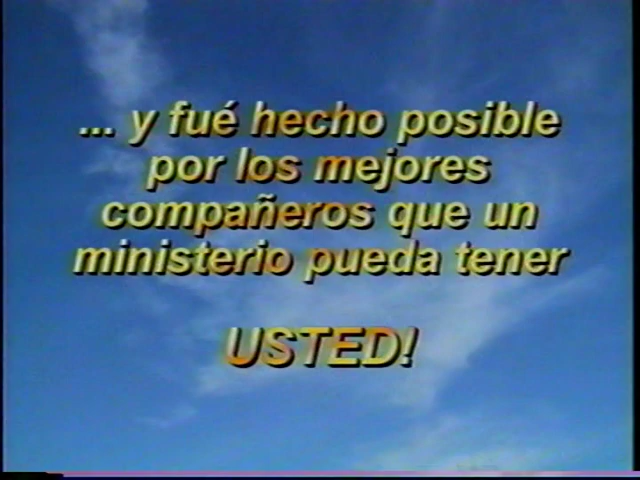 ... y fué hecho posible
por los mejores
compañeros que un
ministerio pueda tener
USTED!